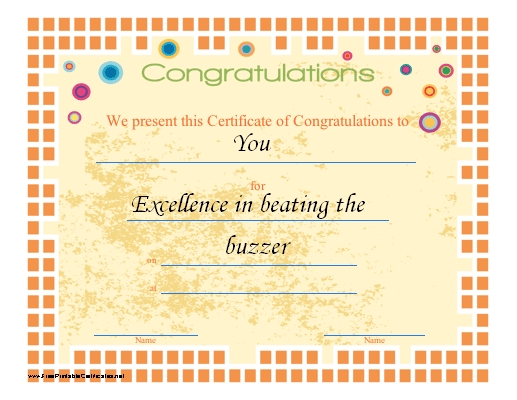 Congratulations
We present this Certificate of Congratulations to
You
for
Excellence in beating the
buzzer
on
at
Name Name
www.FreePrintableCertificates.net